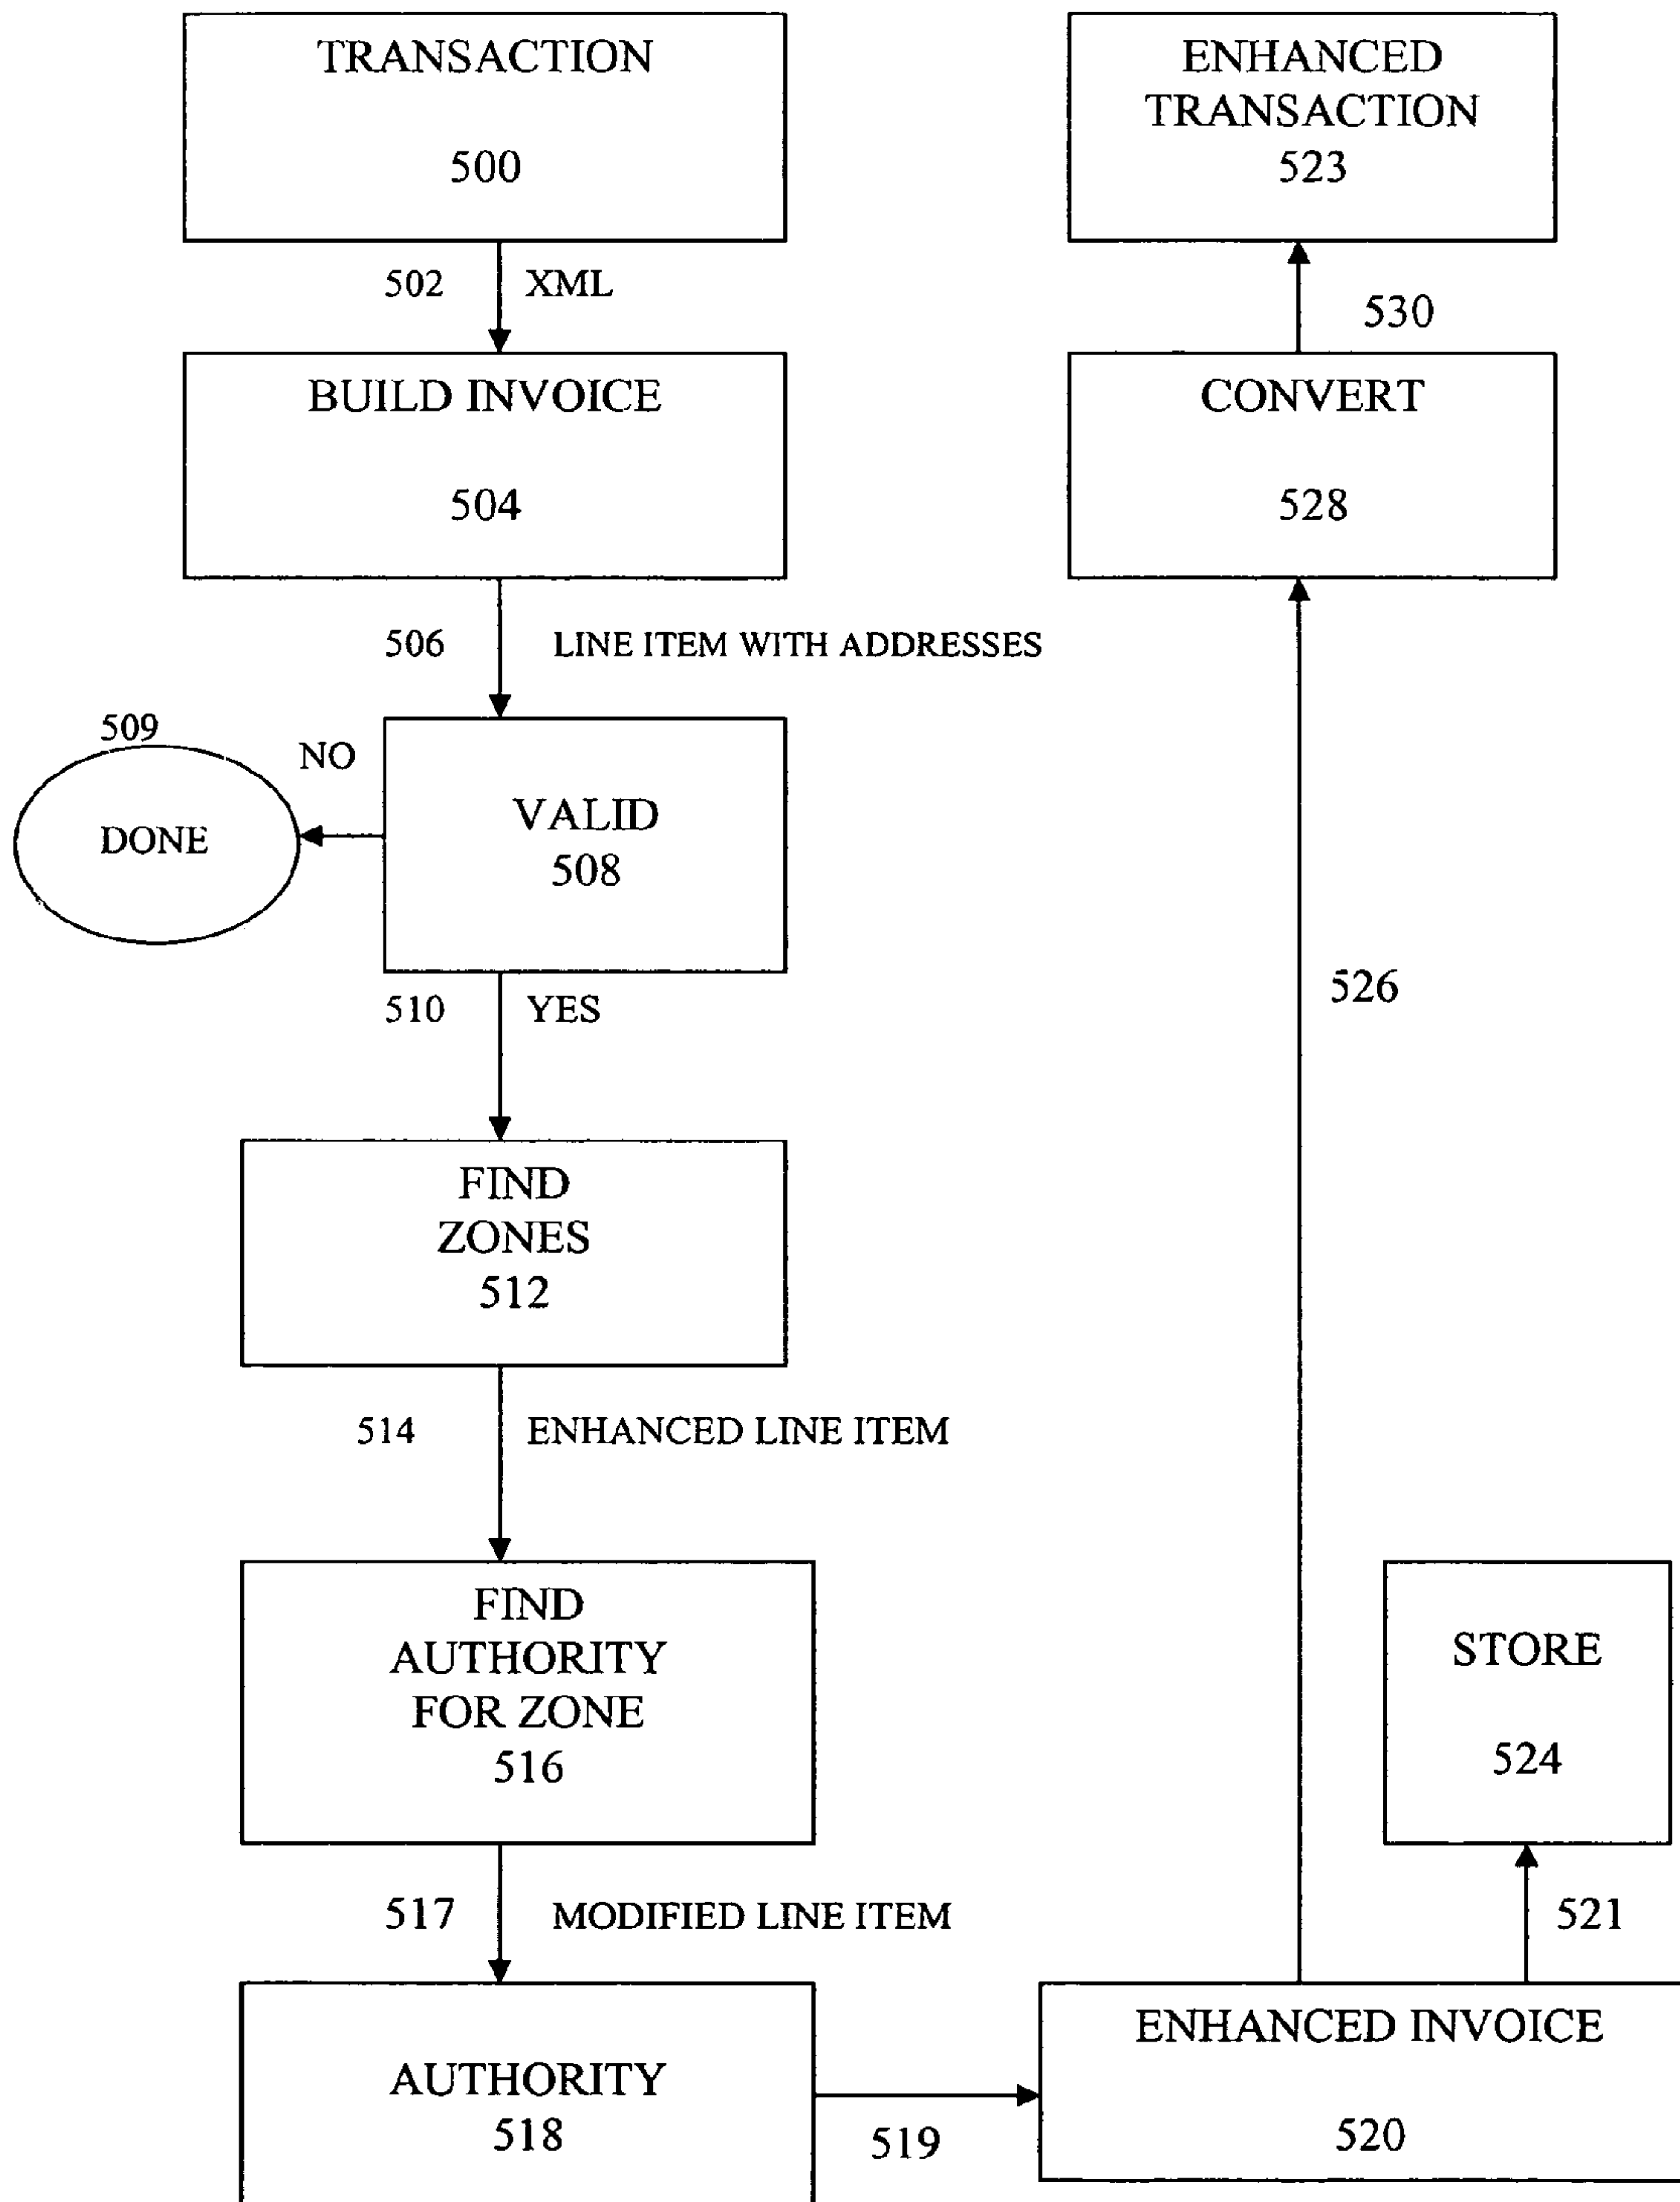 TRANSACTION
500
502 XML
BUILD INVOICE
504
506 LINE ITEM WITH ADDRESSES
509
NO
DONE
VALID
508
510 YES
FIND
ZONES
512
514 ENHANCED LINE ITEM
FIND
AUTHORITY
FOR ZONE
516
517 MODIFIED LINE ITEM
AUTHORITY
518
519
ENHANCED INVOICE
520
521
STORE
524
526
CONVERT
528
530
ENHANCED
TRANSACTION
523